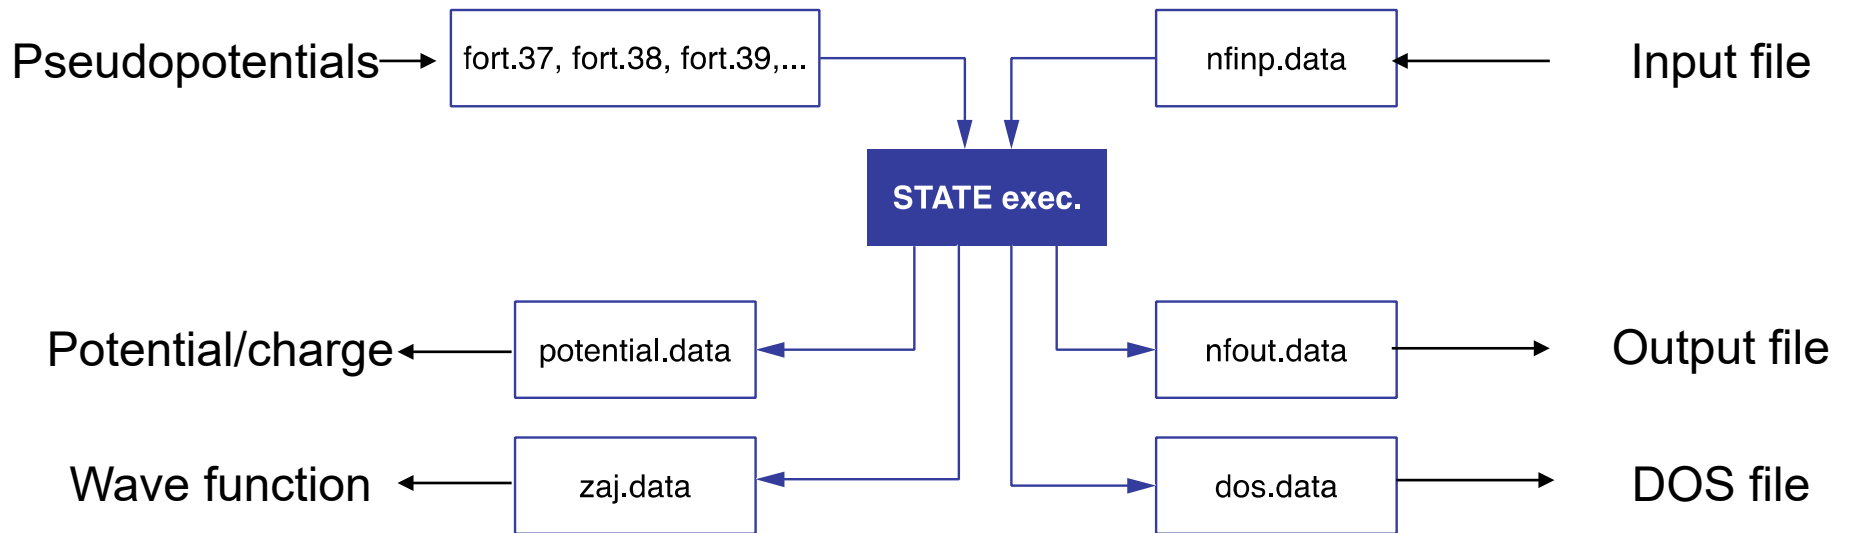 Pseudopotentials
fort.37, fort.38, fort.39,...
nfinp.data
Input file
STATE exec.
Potential/charge
potential.data
nfout.data
Output file
Wave function
zaj.data
dos.data
DOS file